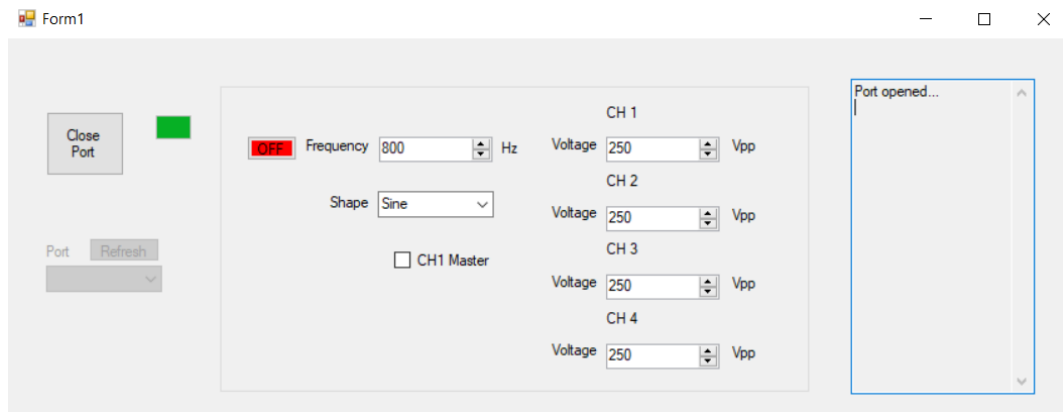 Form1
Close
Port
Port Refresh
OFF Frequency 800 Hz
Shape Sine
CH1 Master
CH 1
Voltage 250 Vpp
CH 2
Voltage 250 Vpp
CH 3
Voltage 250 Vpp
CH 4
Voltage 250 Vpp
Port opened...